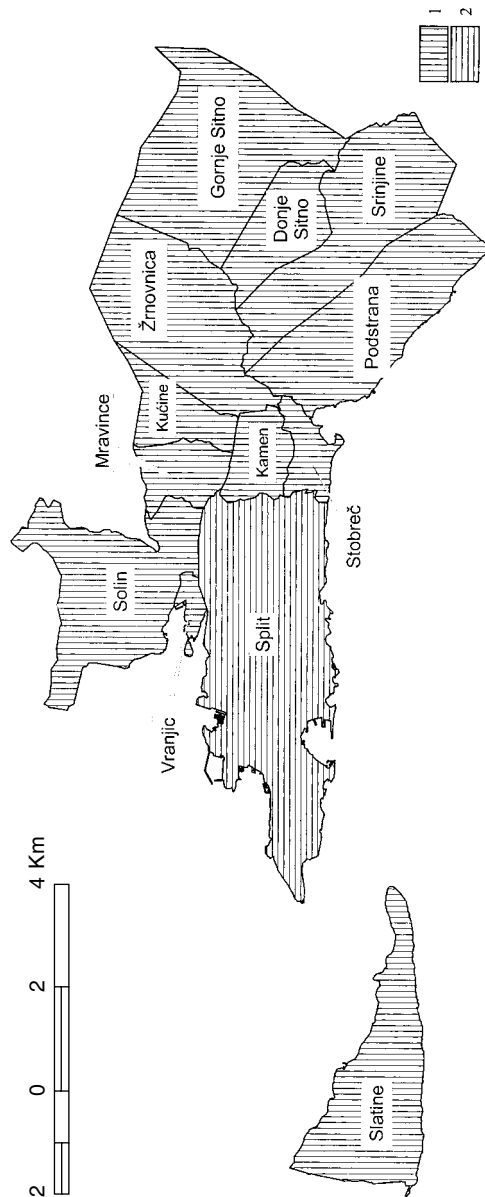 2 0 2 4 Km
Solin
Mravince
Vranjic
Kućine
Žrnovnica
Gornje Sitno
Donje
Sitno
Split
Kamen
Srinjine
Stobreč
Podstrana
Slatine
1
2